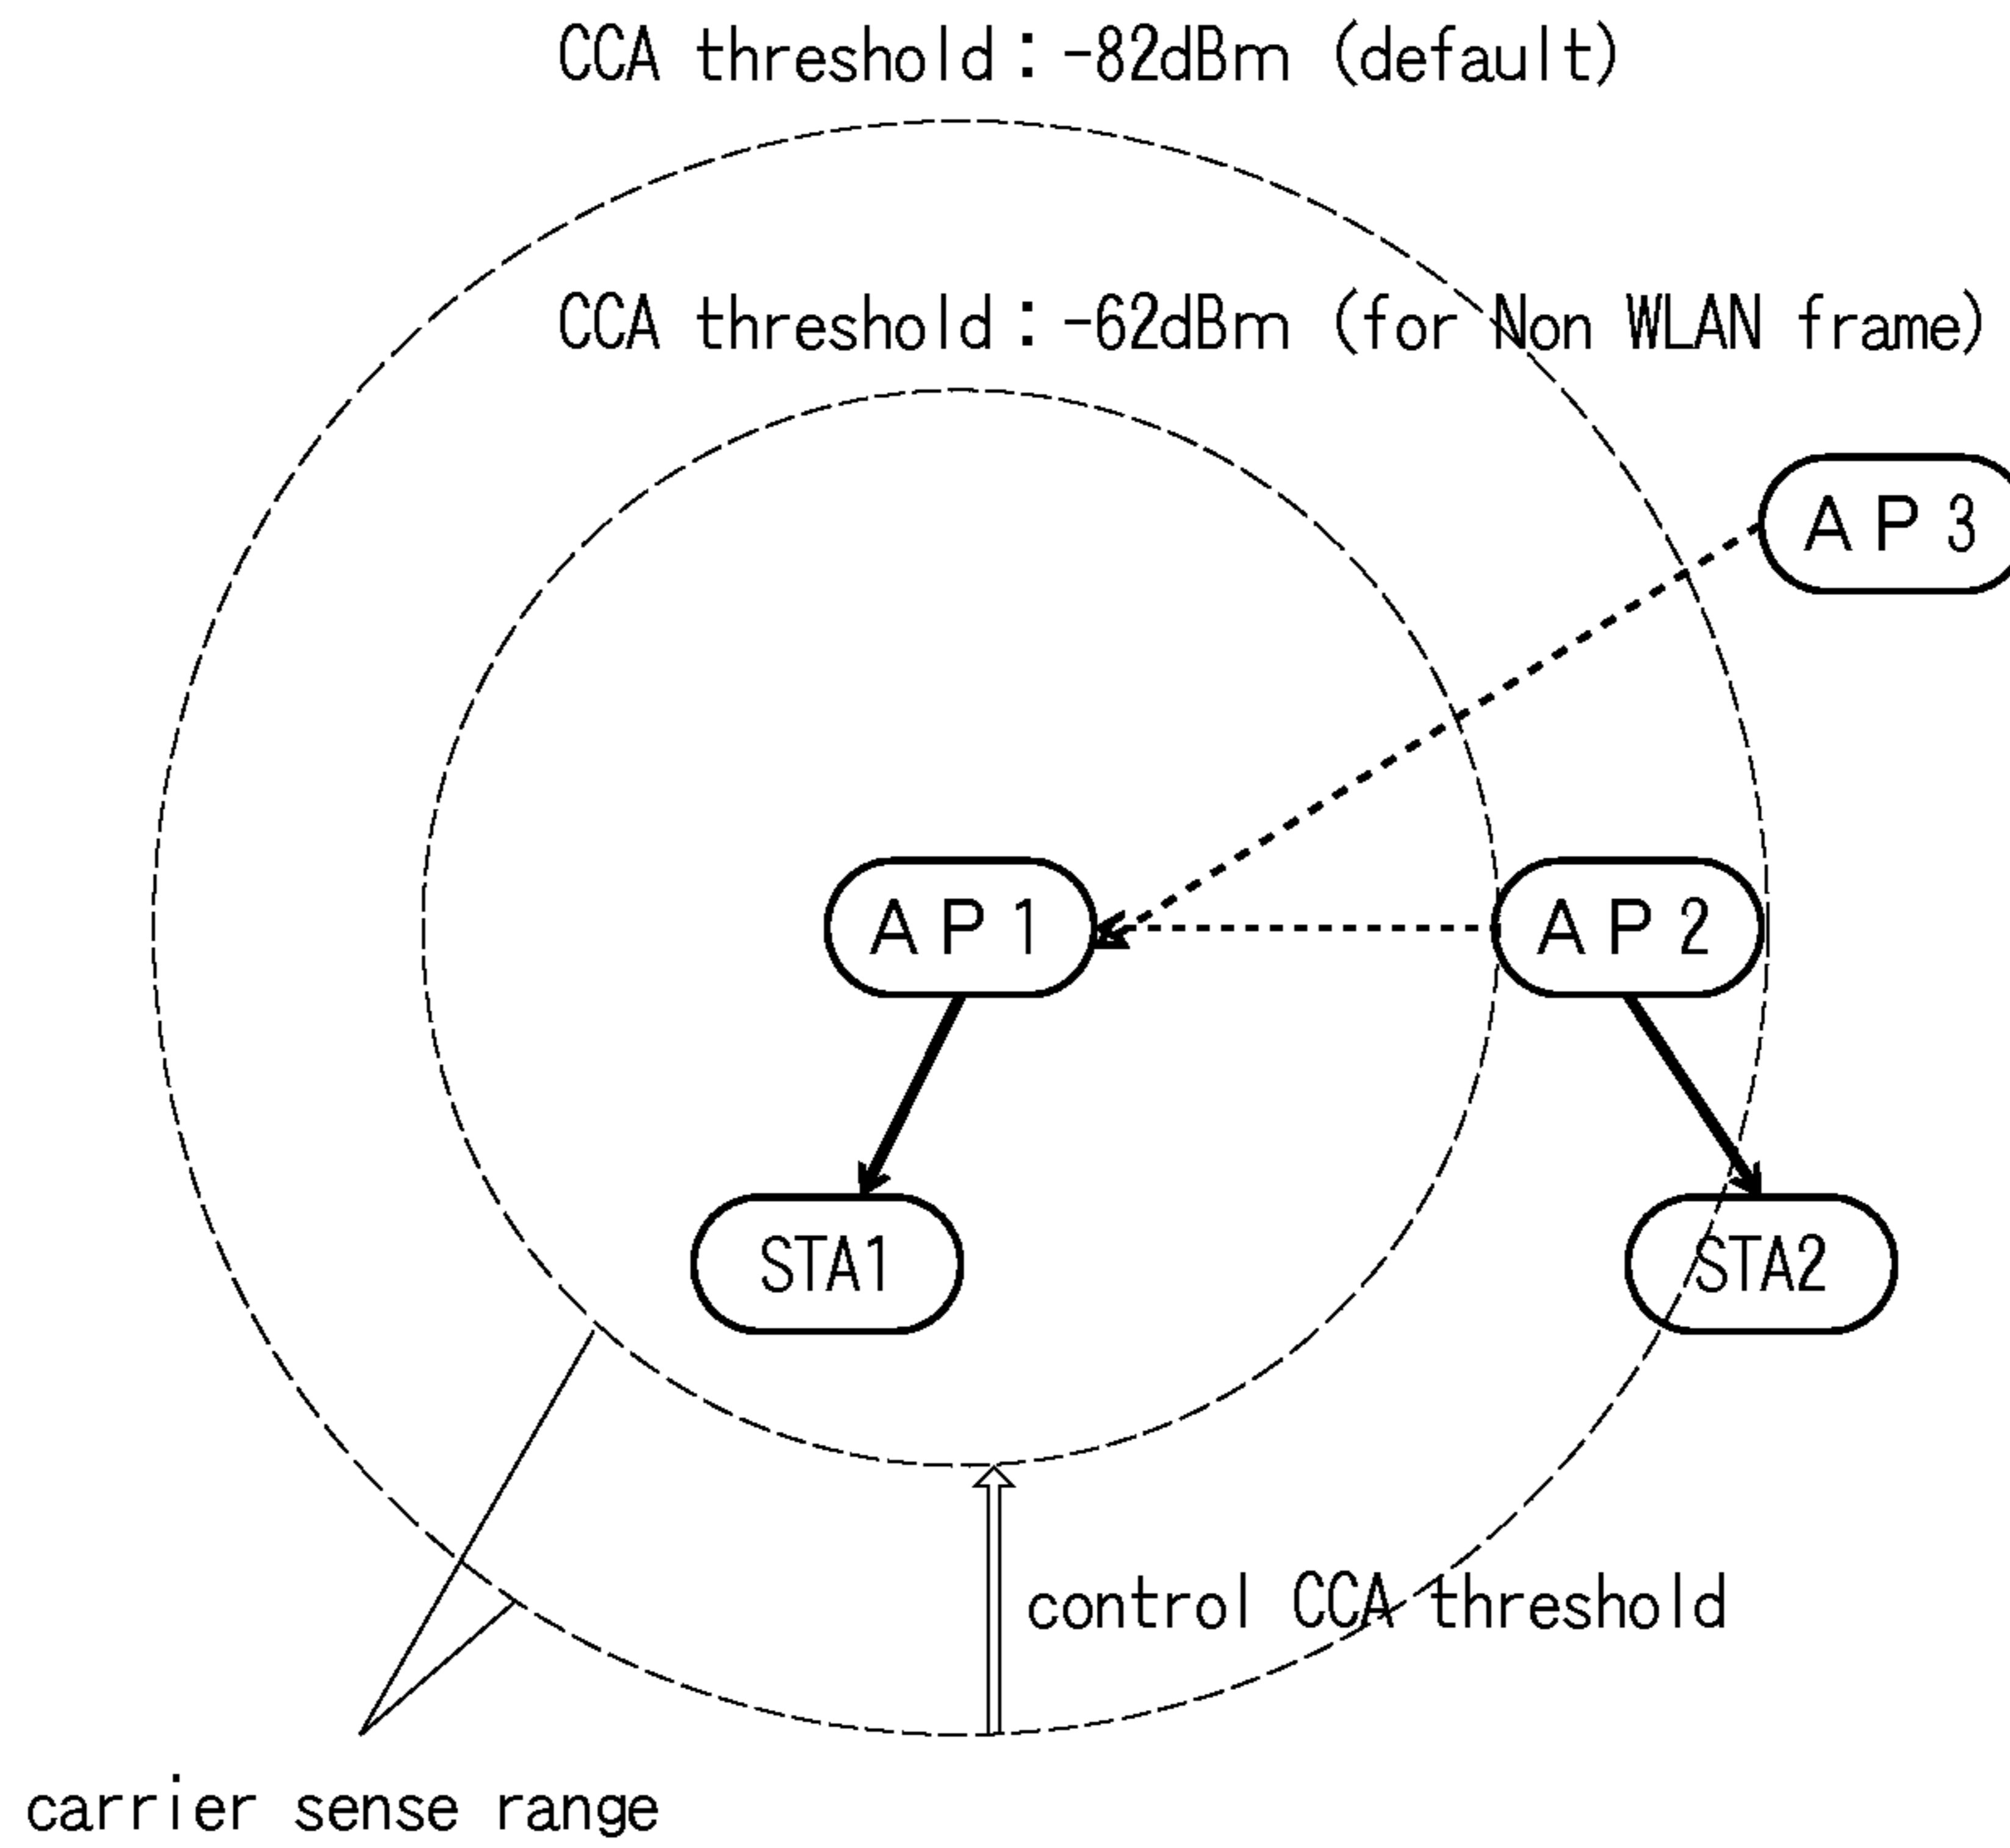 CCA threshold：-82dBm (default)
CCA threshold：-62dBm (for Non WLAN frame)
AP3
AP1
AP2
STA1
STA2
control CCA threshold
carrier sense range